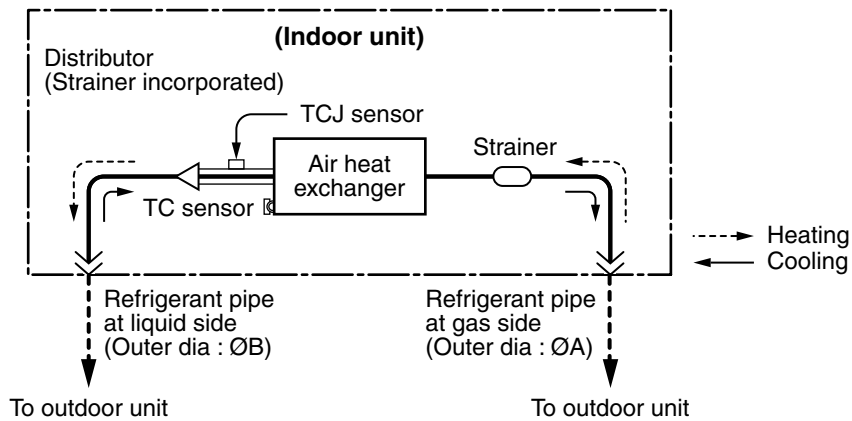 (Indoor unit)
Distributor
(Strainer incorporated)
TCJ sensor
Air heat
exchanger
Strainer
TC sensor
Heating
Cooling
Refrigerant pipe
at liquid side
(Outer dia : ØB)
Refrigerant pipe
at gas side
(Outer dia : ØA)
To outdoor unit
To outdoor unit